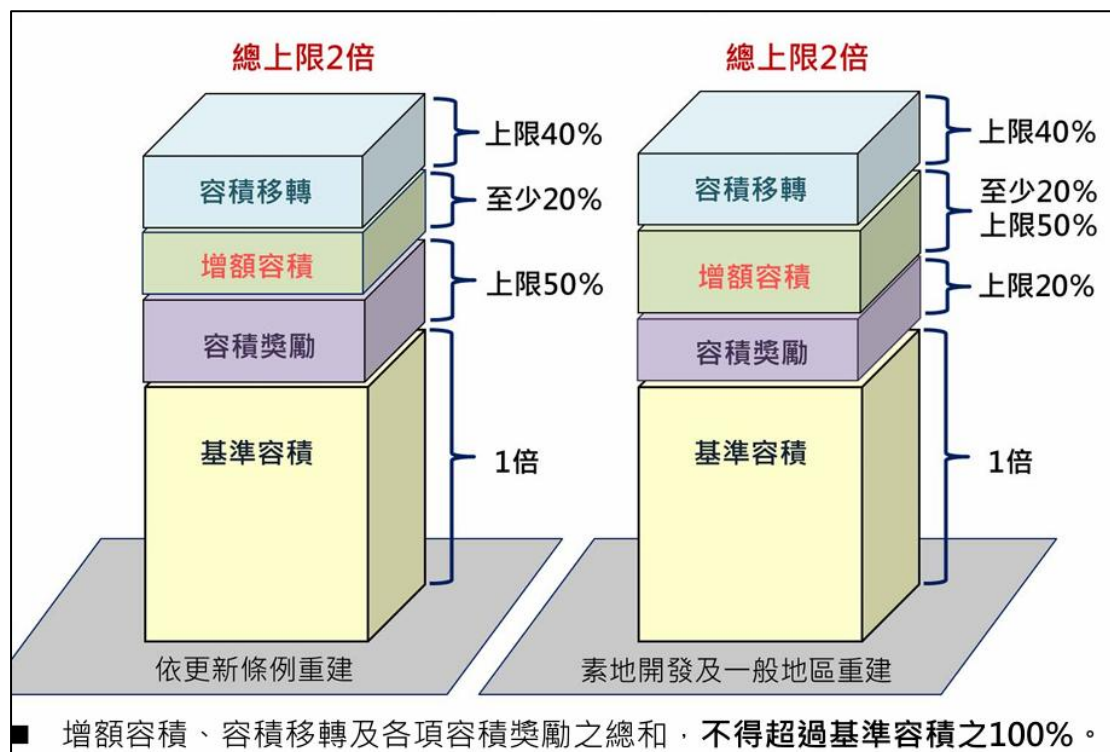 總上限2倍
上限40%
容積移轉
至少20%
增額容積
上限50%
容積獎勵
基準容積
1倍
依更新條例重建
總上限2倍
上限40%
容積移轉
至少20%
上限50%
增額容積
上限20%
容積獎勵
基準容積
1倍
素地開發及一般地區重建
■ 增額容積、容積移轉及各項容積獎勵之總和，不得超過基準容積之100%。